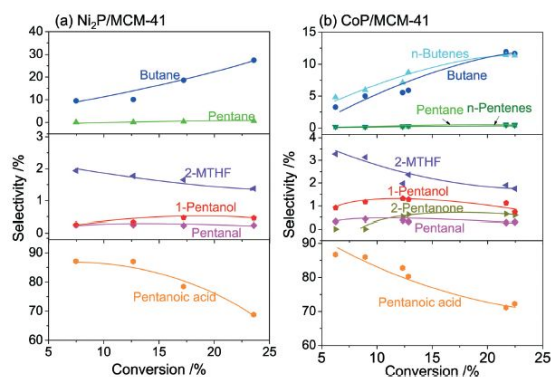 (a) Ni₂P/MCM-41
(b) CoP/MCM-41
Selectivity /%
40
30
20
10
0
Butane
Pentane
3
2
1
0
2-MTHF
1-Pentanol
Pentanal
90
80
70
60
Pentanoic acid
5
10
15
20
25
Conversion /%
Selectivity /%
15
10
5
0
n-Butenes
Butane
Pentane
n-Pentenes
4
3
2
1
0
2-MTHF
1-Pentanol
2-Pentanone
Pentanal
90
80
70
60
Pentanoic acid
5
10
15
20
25
Conversion /%